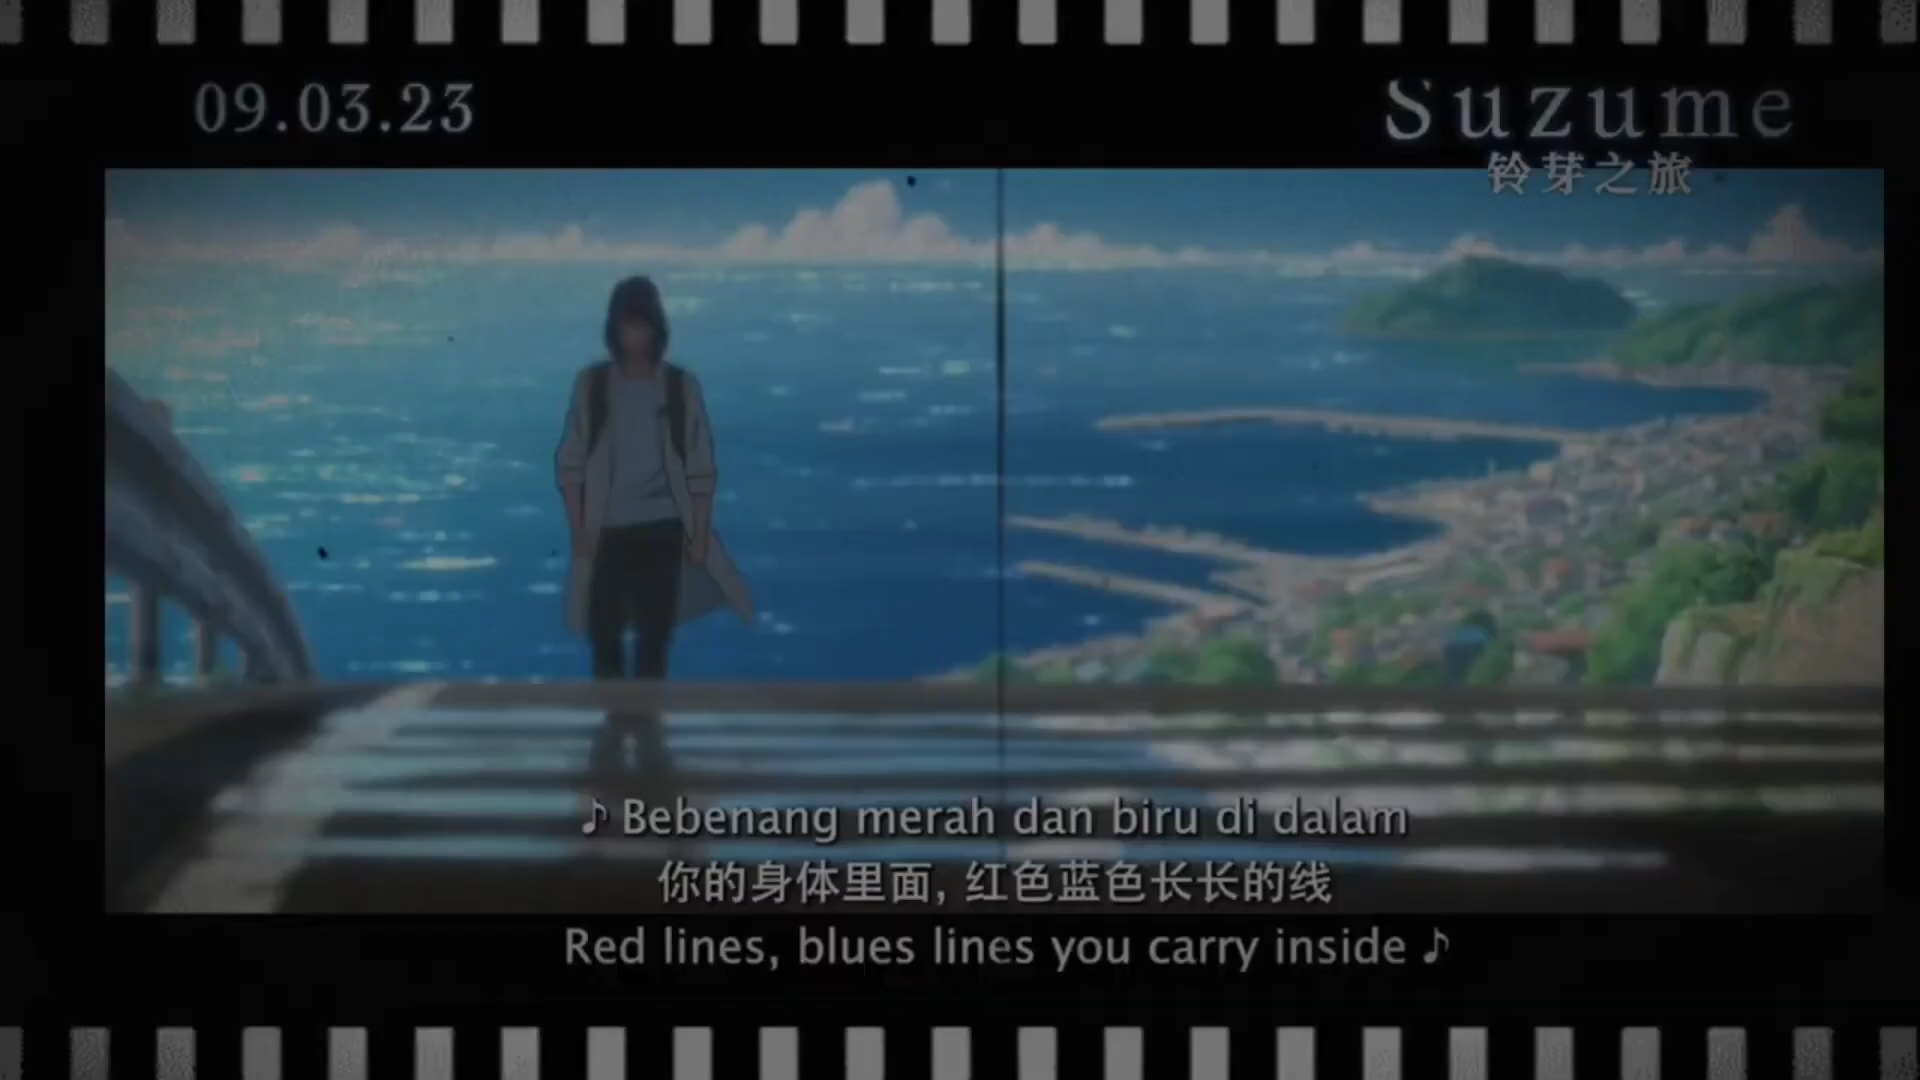 09.03.23
Suzume
铃芽之旅
♪ Bebenang merah dan biru di dalam
你的身体里面, 红色蓝色长长的线
Red lines, blues lines you carry inside ♪